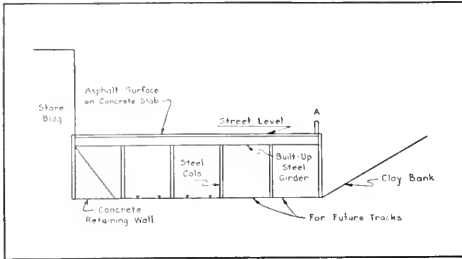 Store
Bldg.
Asphalt Surface
on Concrete Slab
Street Level
A
Steel
Cols
Built-Up
Steel
Girder
Clay Bank
Concrete
Retaining Wall
For Future Tracks